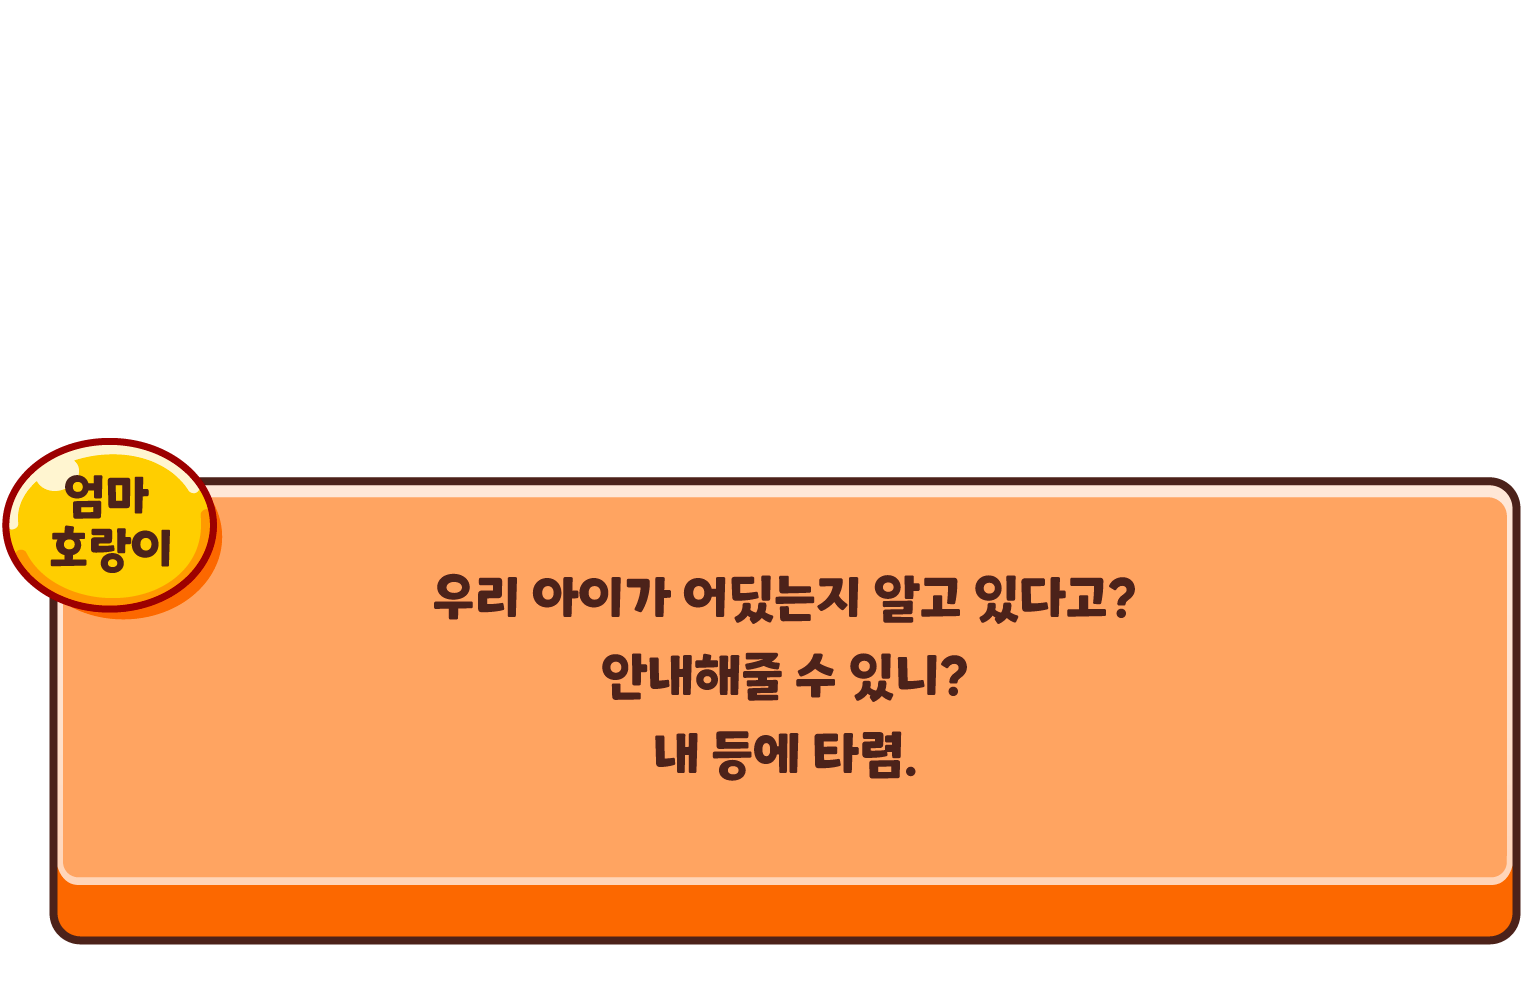 엄마
호랑이
우리 아이가 어딨는지 알고 있다고?
안내해줄 수 있니?
내 등에 타렴.